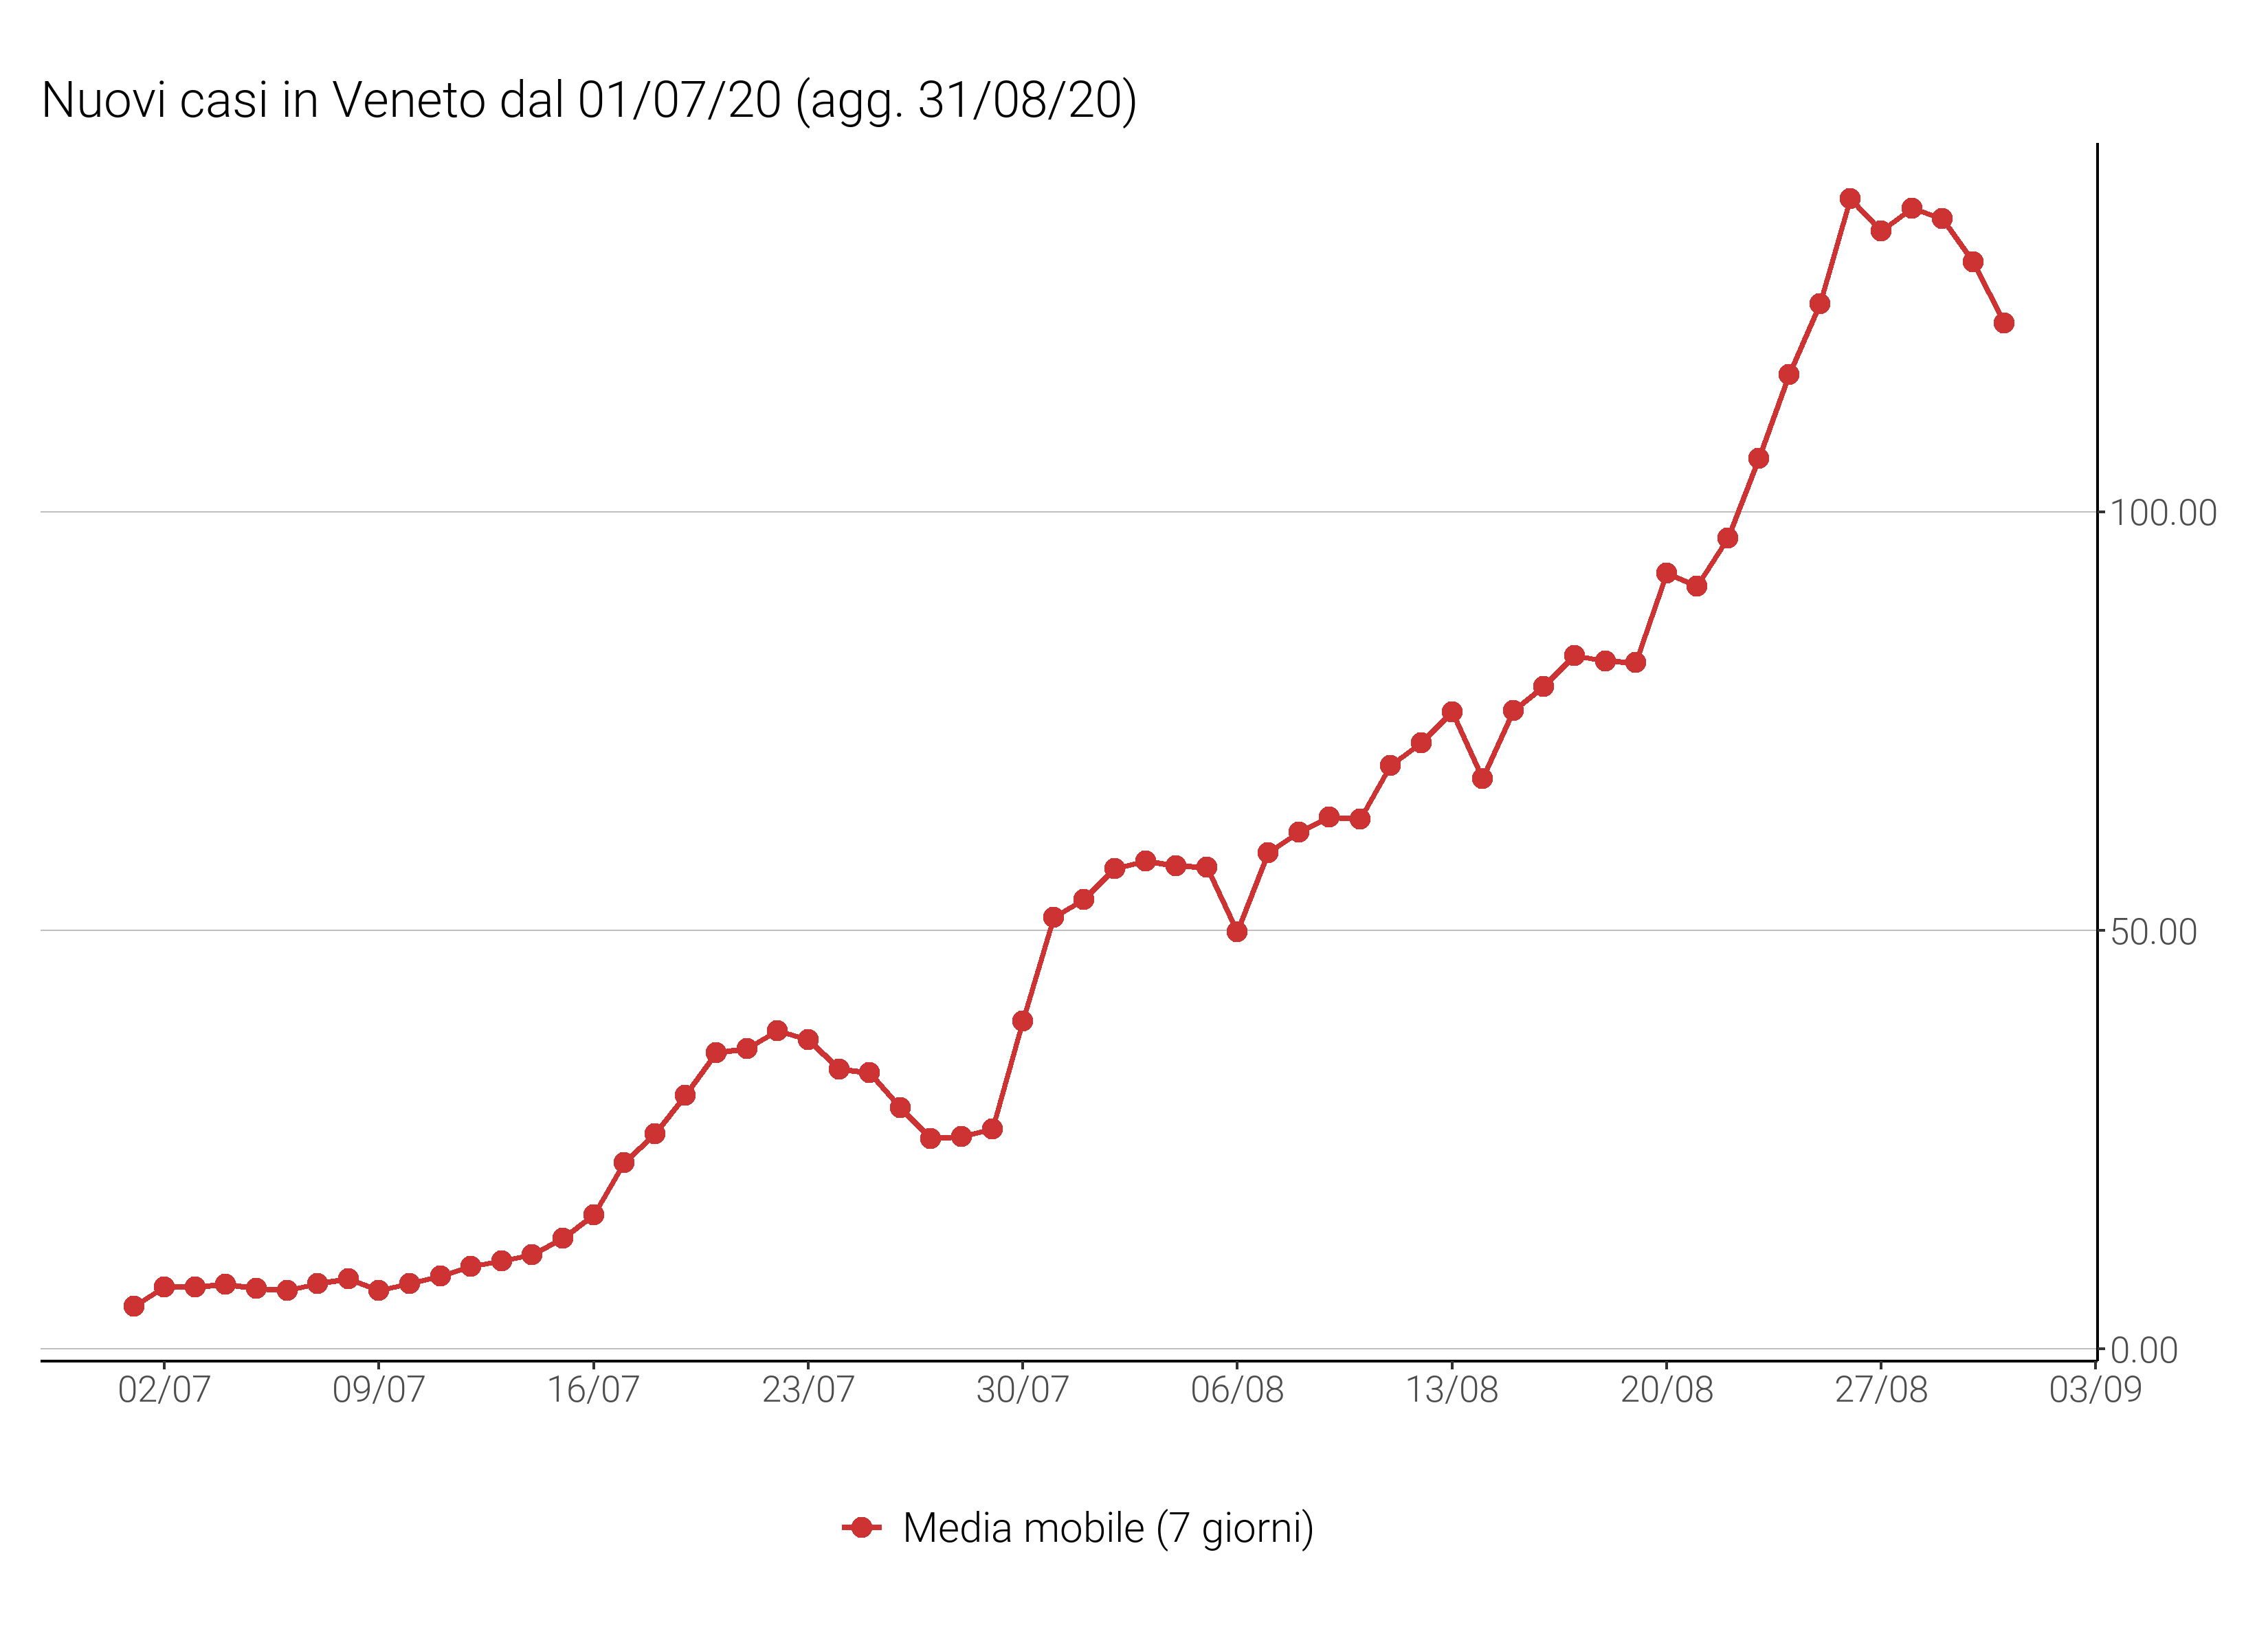 Nuovi casi in Veneto dal 01/07/20 (agg. 31/08/20)
100.00
50.00
0.00
02/07 09/07 16/07 23/07 30/07 06/08 13/08 20/08 27/08 03/09
Media mobile (7 giorni)